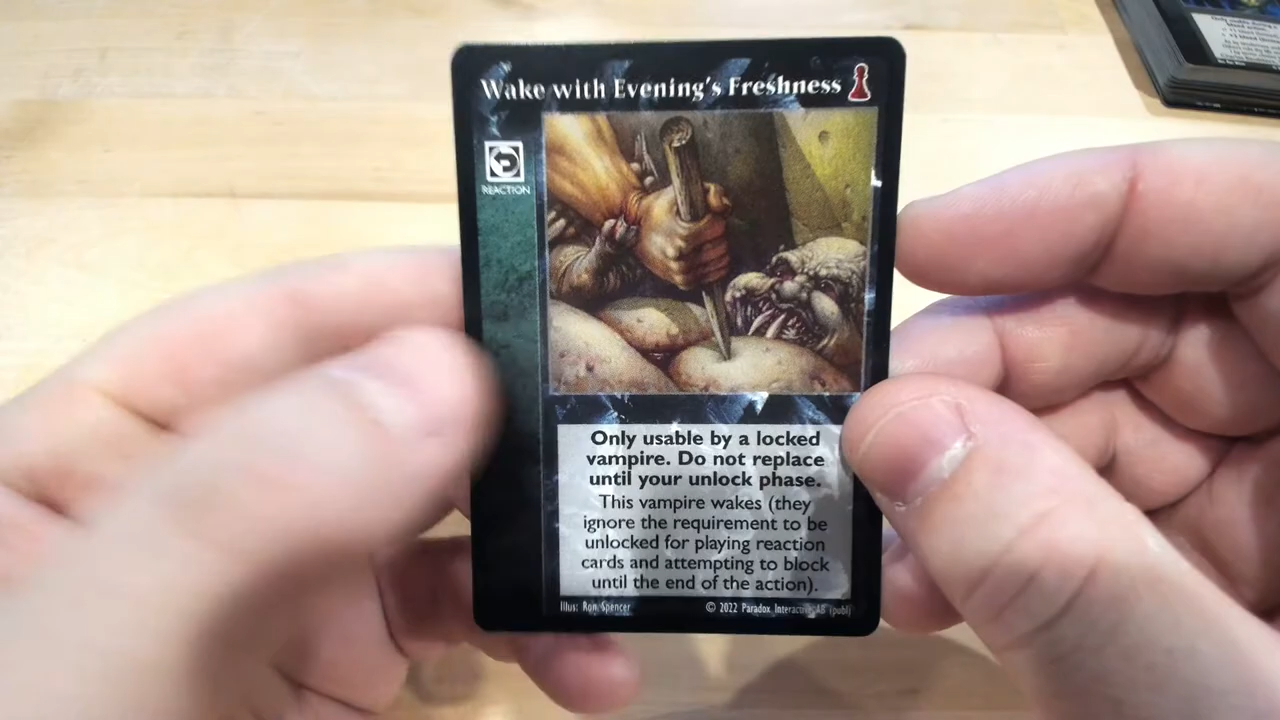 Wake with Evening's Freshness
REACTION
Only usable by a locked
vampire. Do not replace
until your unlock phase.
This vampire wakes (they
ignore the requirement to be
unlocked for playing reaction
cards and attempting to block
until the end of the action).
Illus: Ron Spencer
© 2022 Paradox Interactive AB (publ)